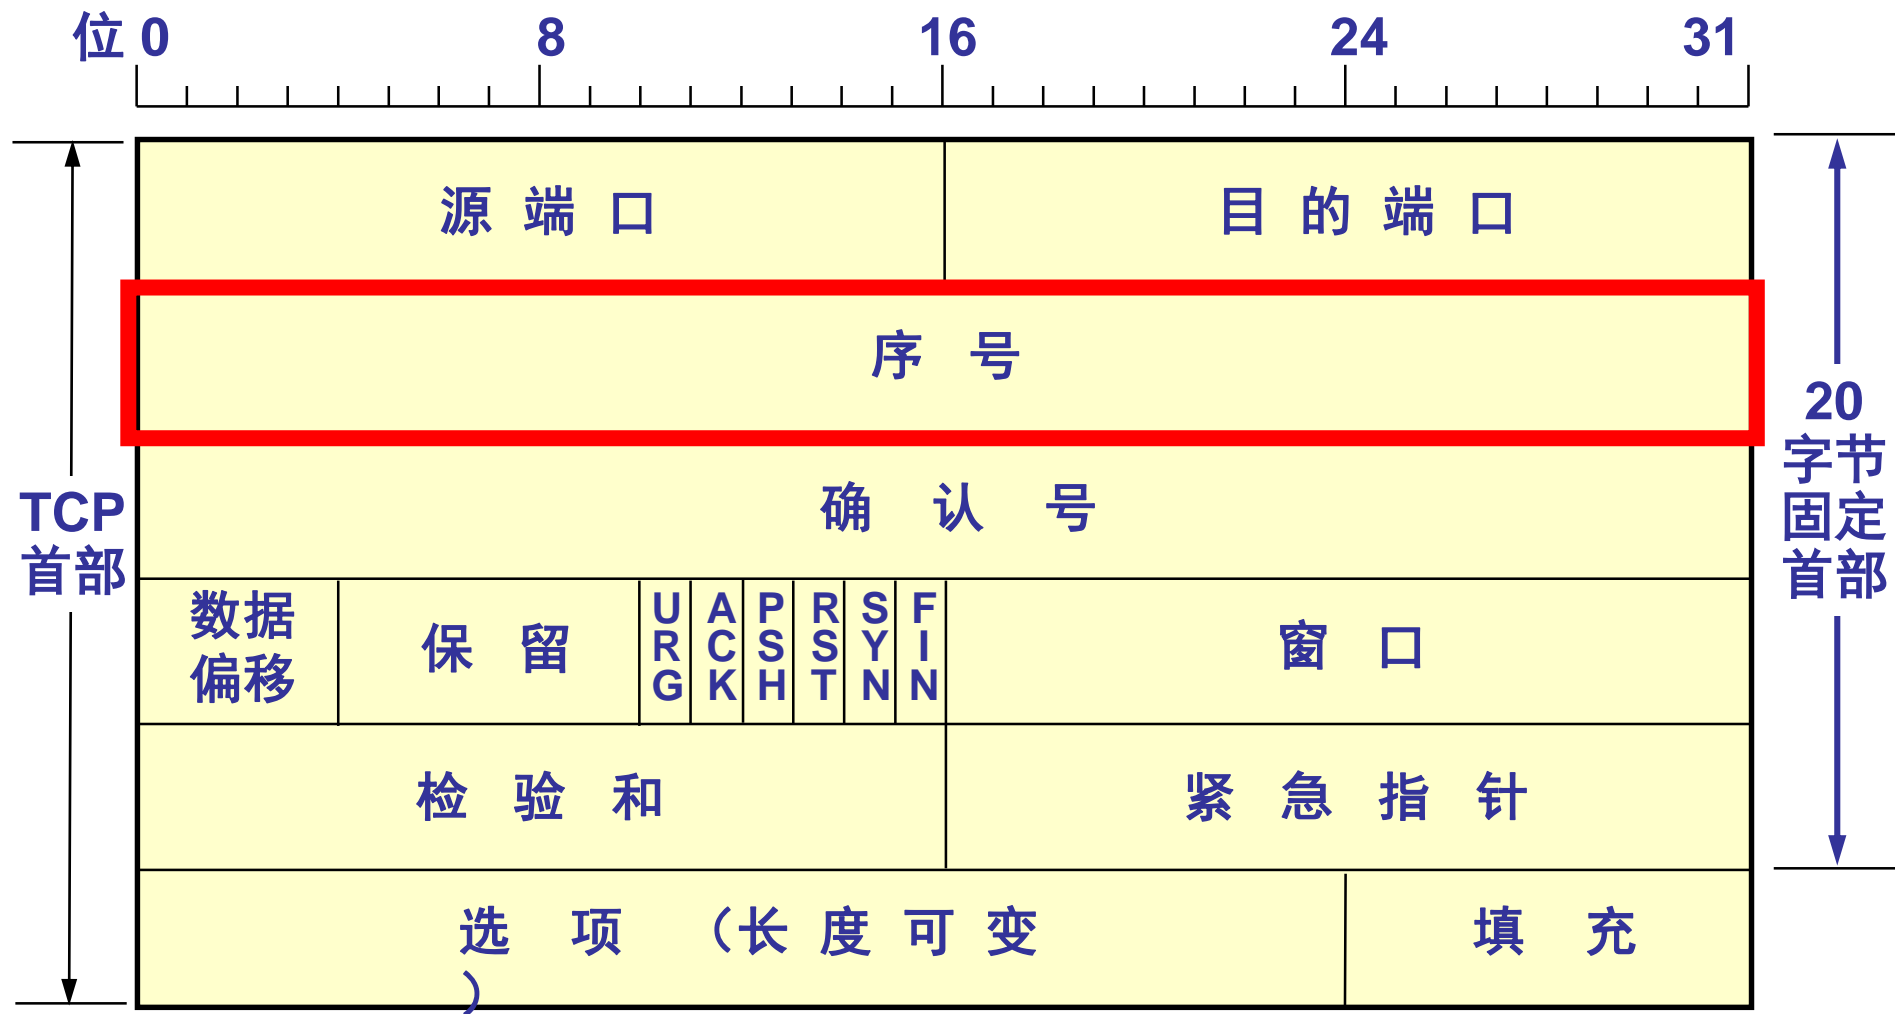 位 0 8 16 24 31
源端口 目的端口
序号
确认号
TCP
首部
20
字节
固定
首部
数据
偏移
保留
URG
ACK
PSH
RST
SYN
FIN
窗口
检验和 紧急指针
选项（长度可变
）
填充